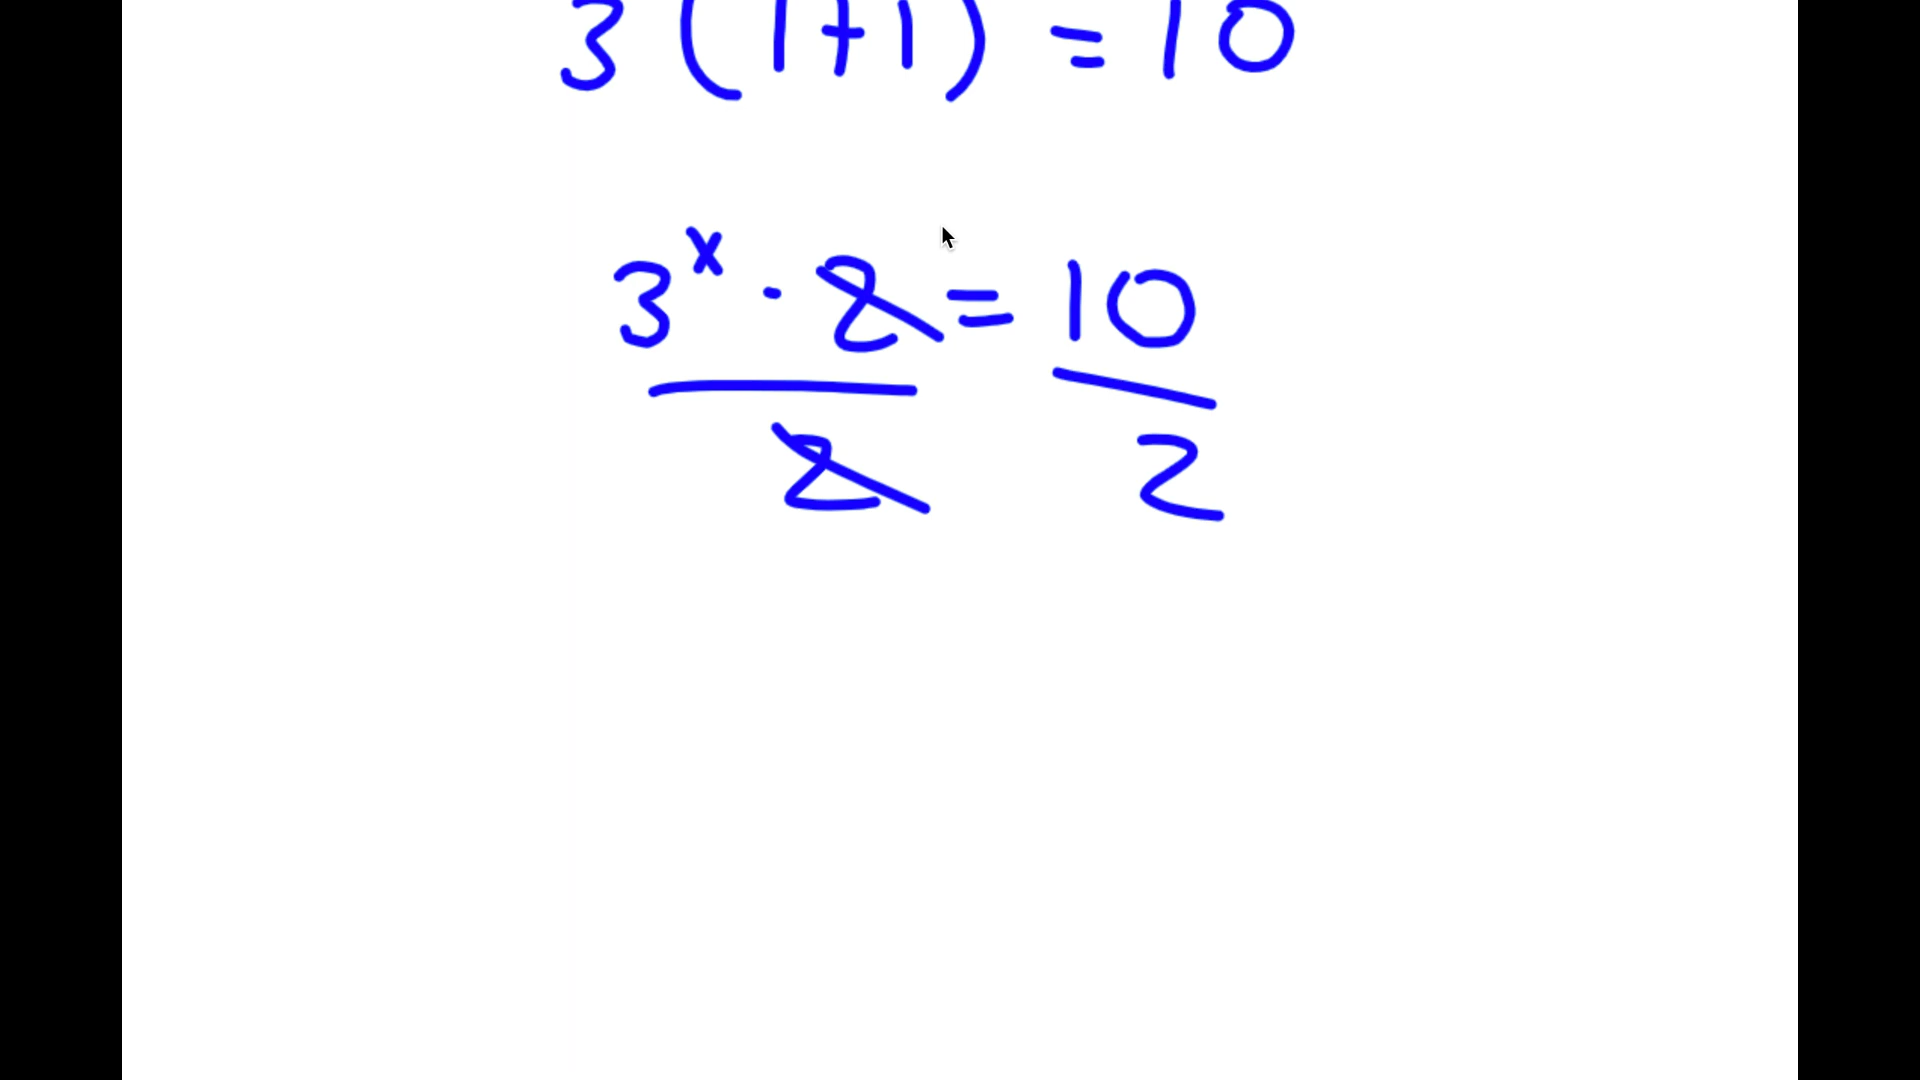 3 (1+1) = 10
3^x · 2 = 10
2 2